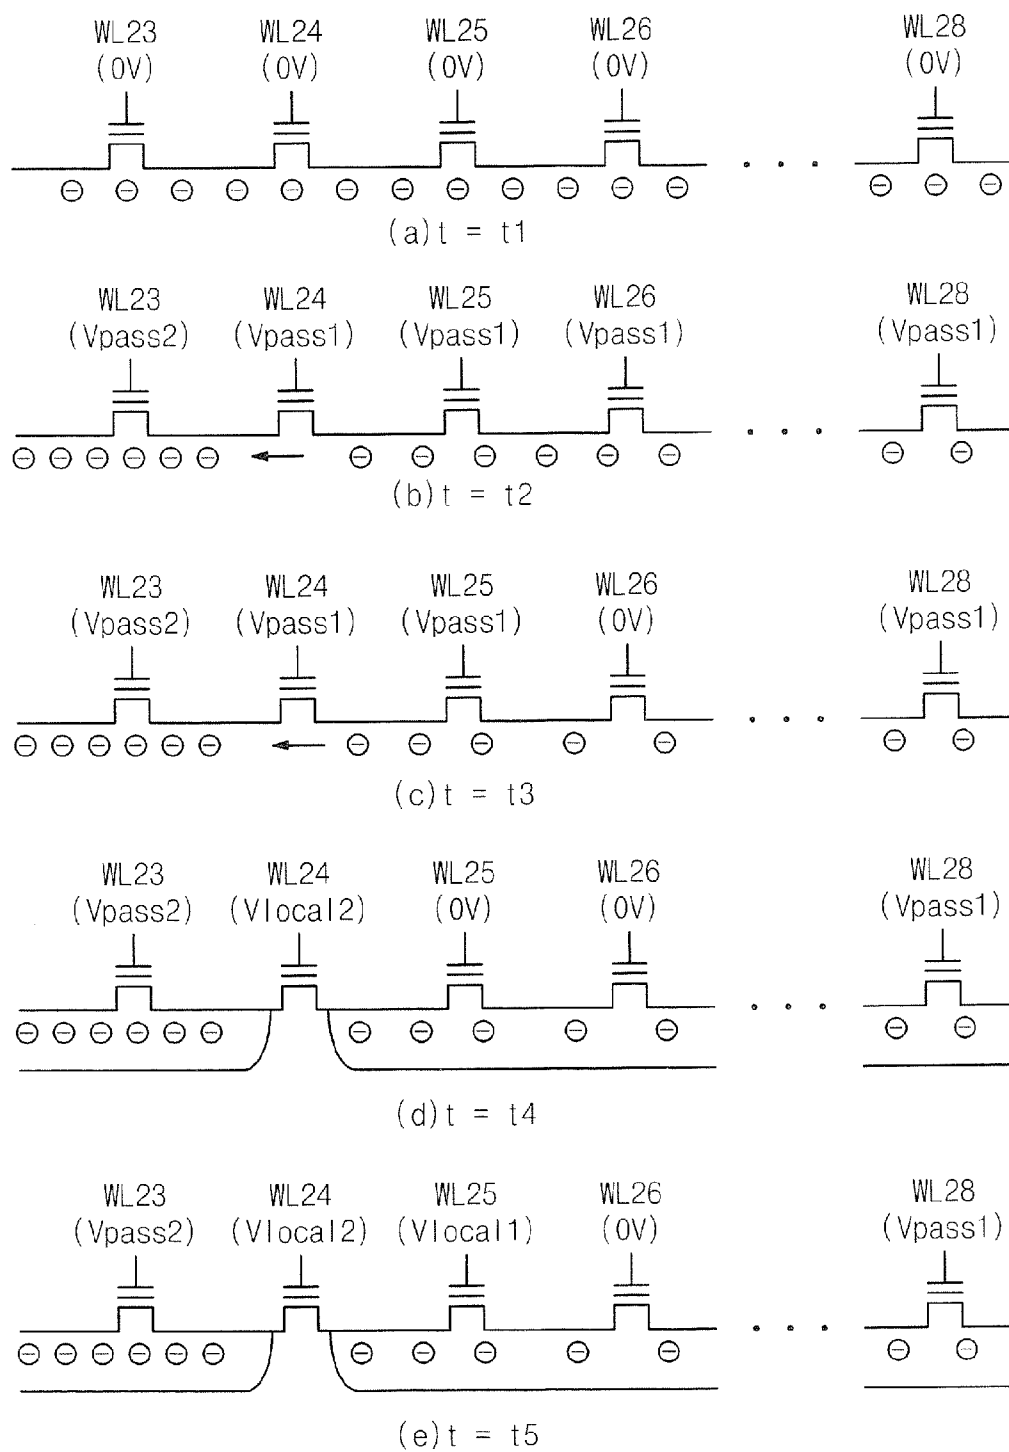 WL23 WL24 WL25 WL26 WL28
(0V) (0V) (0V) (0V) (0V)
(a)t = t1
WL23 WL24 WL25 WL26 WL28
(Vpass2) (Vpass1) (Vpass1) (Vpass1) (Vpass1)
(b)t = t2
WL23 WL24 WL25 WL26 WL28
(Vpass2) (Vpass1) (Vpass1) (0V) (Vpass1)
(c)t = t3
WL23 WL24 WL25 WL26 WL28
(Vpass2) (Vlocal2) (0V) (0V) (Vpass1)
(d)t = t4
WL23 WL24 WL25 WL26 WL28
(Vpass2) (Vlocal2) (Vlocal1) (0V) (Vpass1)
(e)t = t5